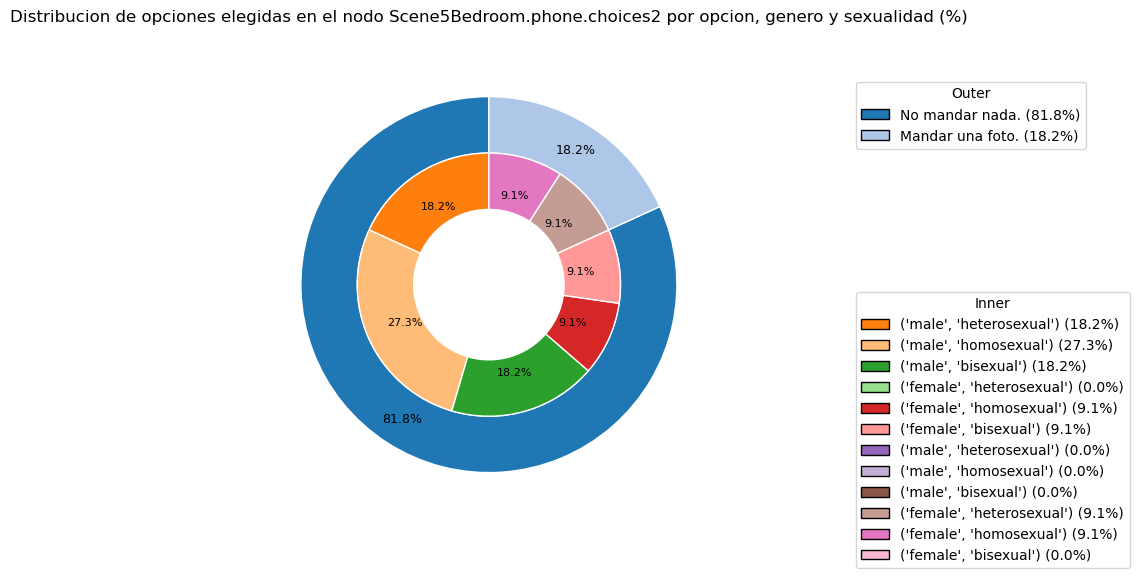 Distribucion de opciones elegidas en el nodo Scene5Bedroom.phone.choices2 por opcion, genero y sexualidad (%)
Outer
No mandar nada. (81.8%)
Mandar una foto. (18.2%)
18.2%
9.1%
18.2%
9.1%
9.1%
27.3%
9.1%
18.2%
81.8%
Inner
('male', 'heterosexual') (18.2%)
('male', 'homosexual') (27.3%)
('male', 'bisexual') (18.2%)
('female', 'heterosexual') (0.0%)
('female', 'homosexual') (9.1%)
('female', 'bisexual') (9.1%)
('male', 'heterosexual') (0.0%)
('male', 'homosexual') (0.0%)
('male', 'bisexual') (0.0%)
('female', 'heterosexual') (9.1%)
('female', 'homosexual') (9.1%)
('female', 'bisexual') (0.0%)